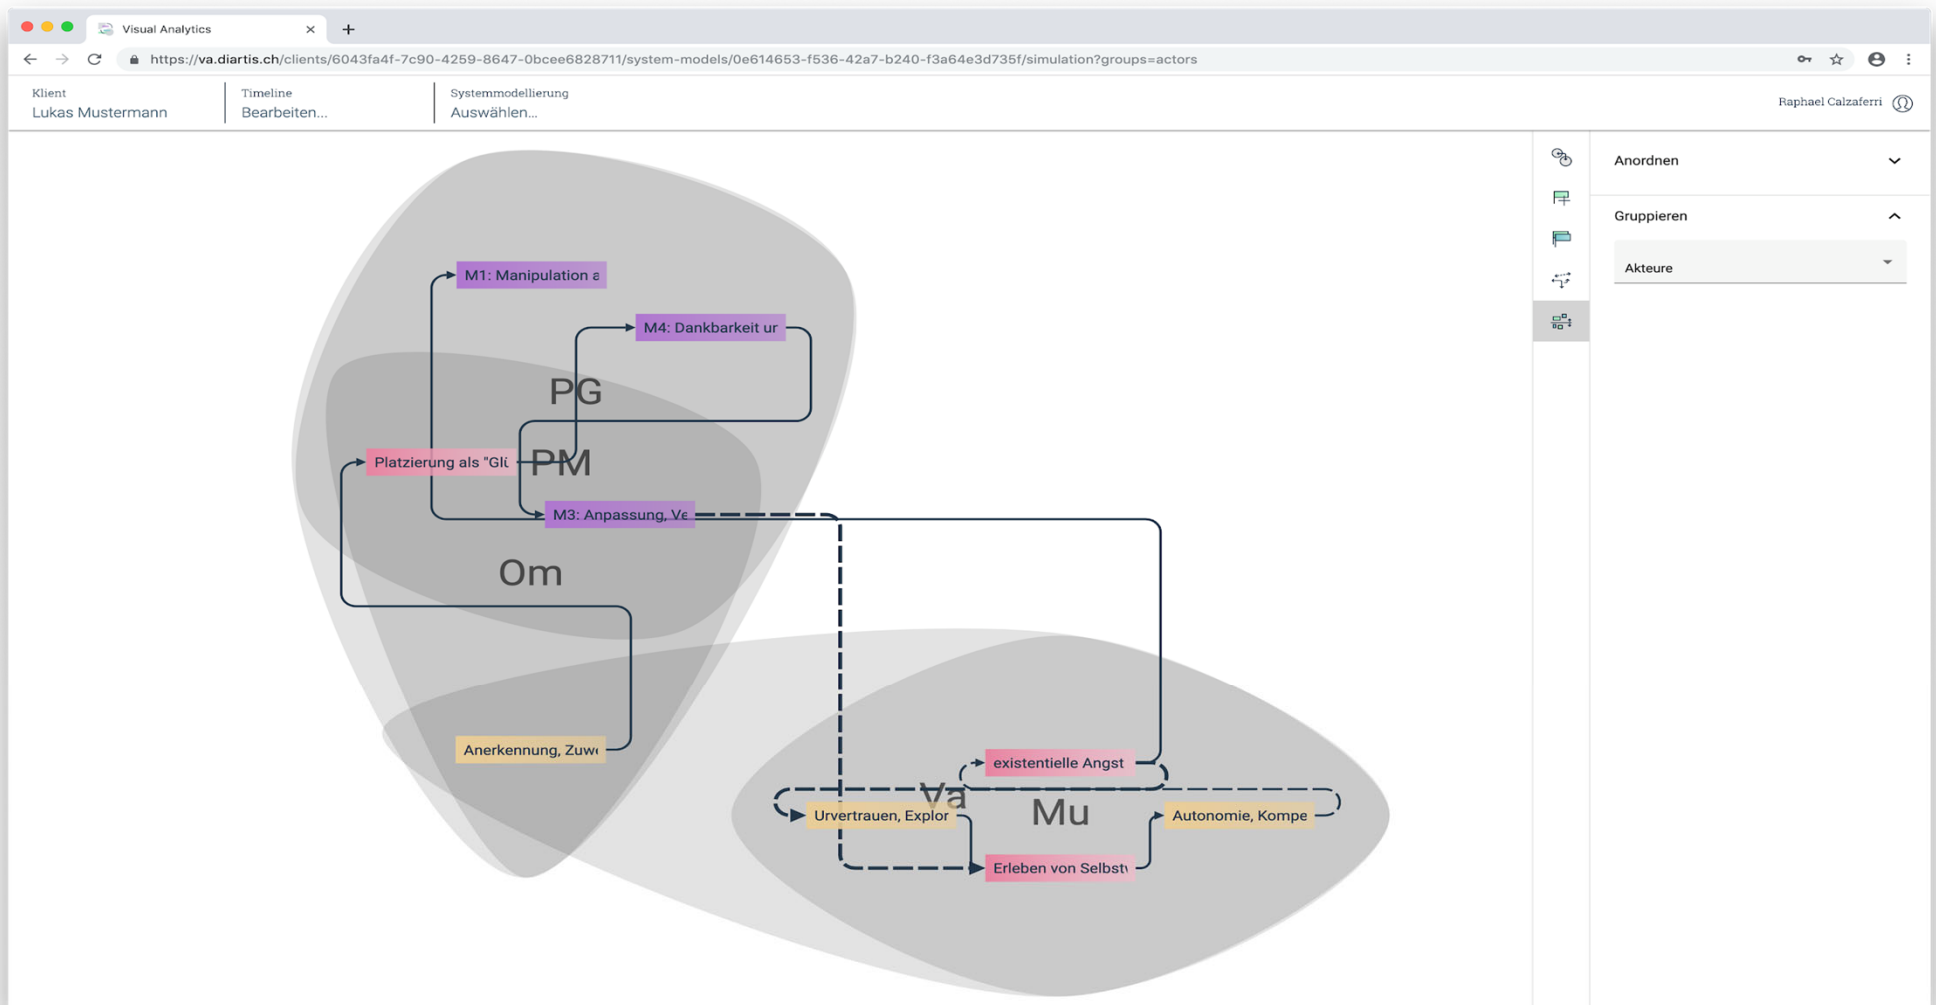 Visual Analytics
https://va.diartis.ch/clients/6043fa4f-7c90-4259-8647-0bcee6828711/system-models/0e614653-f536-42a7-b240-f3a64e3d735f/simulation?groups=actors
Klient
Lukas Mustermann
Timeline
Bearbeiten...
Systemmodellierung
Auswählen...
Raphael Calzaferri
Anordnen
Gruppieren
Akteure
M1: Manipulation a
M4: Dankbarkeit ur
PG
Platzierung als "Glü
PM
M3: Anpassung, Ve
Om
Anerkennung, Zuwe
existentielle Angst
Va
Mu
Urvertrauen, Explor
Autonomie, Kompe
Erleben von Selbstw